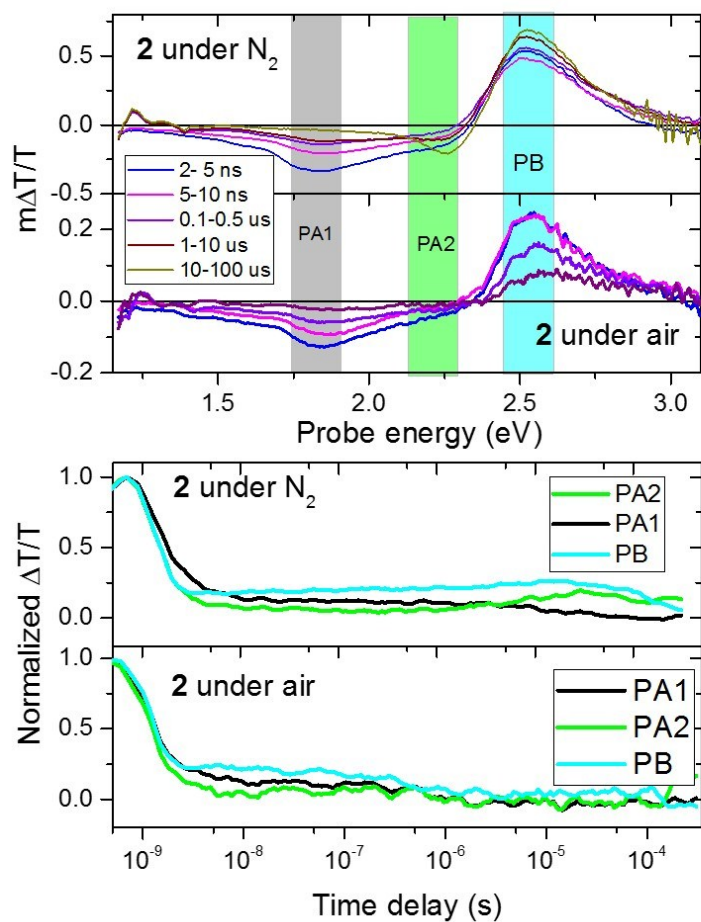 2 under N2
0.5
0.0
-0.5
2- 5 ns
5-10 ns
0.1-0.5 us
1-10 us
10-100 us
PA1
PA2
PB
mΔT/T
0.2
0.0
-0.2
2 under air
1.5
2.0
2.5
3.0
Probe energy (eV)
2 under N2
1.0
0.5
0.0
PA2
PA1
PB
Normalized ΔT/T
2 under air
1.0
0.5
0.0
PA1
PA2
PB
10-9
10-8
10-7
10-6
10-5
10-4
Time delay (s)